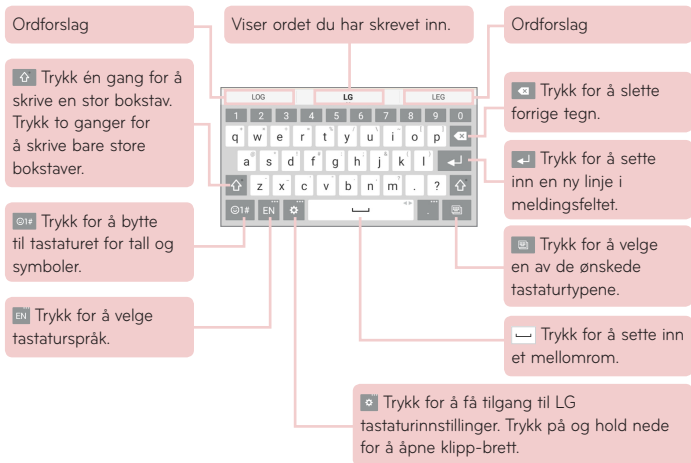 Ordforslag
Viser ordet du har skrevet inn.
Ordforslag
Trykk én gang for å
skrive en stor bokstav.
Trykk to ganger for
å skrive bare store
bokstaver.
Trykk for å bytte
til tastaturet for tall og
symboler.
EN Trykk for å velge
tastaturspråk.
LOG LG LEG
1 2 3 4 5 6 7 8 9 0
q w e r t y u i o p
a s d f g h j k l
z x c v b n m . ?
☺1# EN .
Trykk for å slette
forrige tegn.
Trykk for å sette
inn en ny linje i
meldingsfeltet.
Trykk for å velge
en av de ønskede
tastaturtypene.
Trykk for å sette inn
et mellomrom.
Trykk for å få tilgang til LG
tastaturinnstillinger. Trykk på og hold nede
for å åpne klipp-brett.